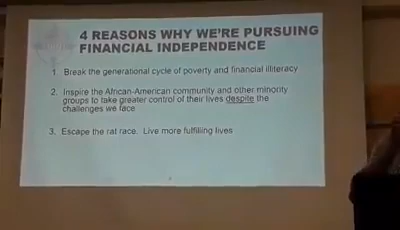 4 REASONS WHY WE'RE PURSUING
FINANCIAL INDEPENDENCE
1. Break the generational cycle of poverty and financial illiteracy
2. Inspire the African-American community and other minority
groups to take greater control of their lives despite the
challenges we face
3. Escape the rat race. Live more fulfilling lives